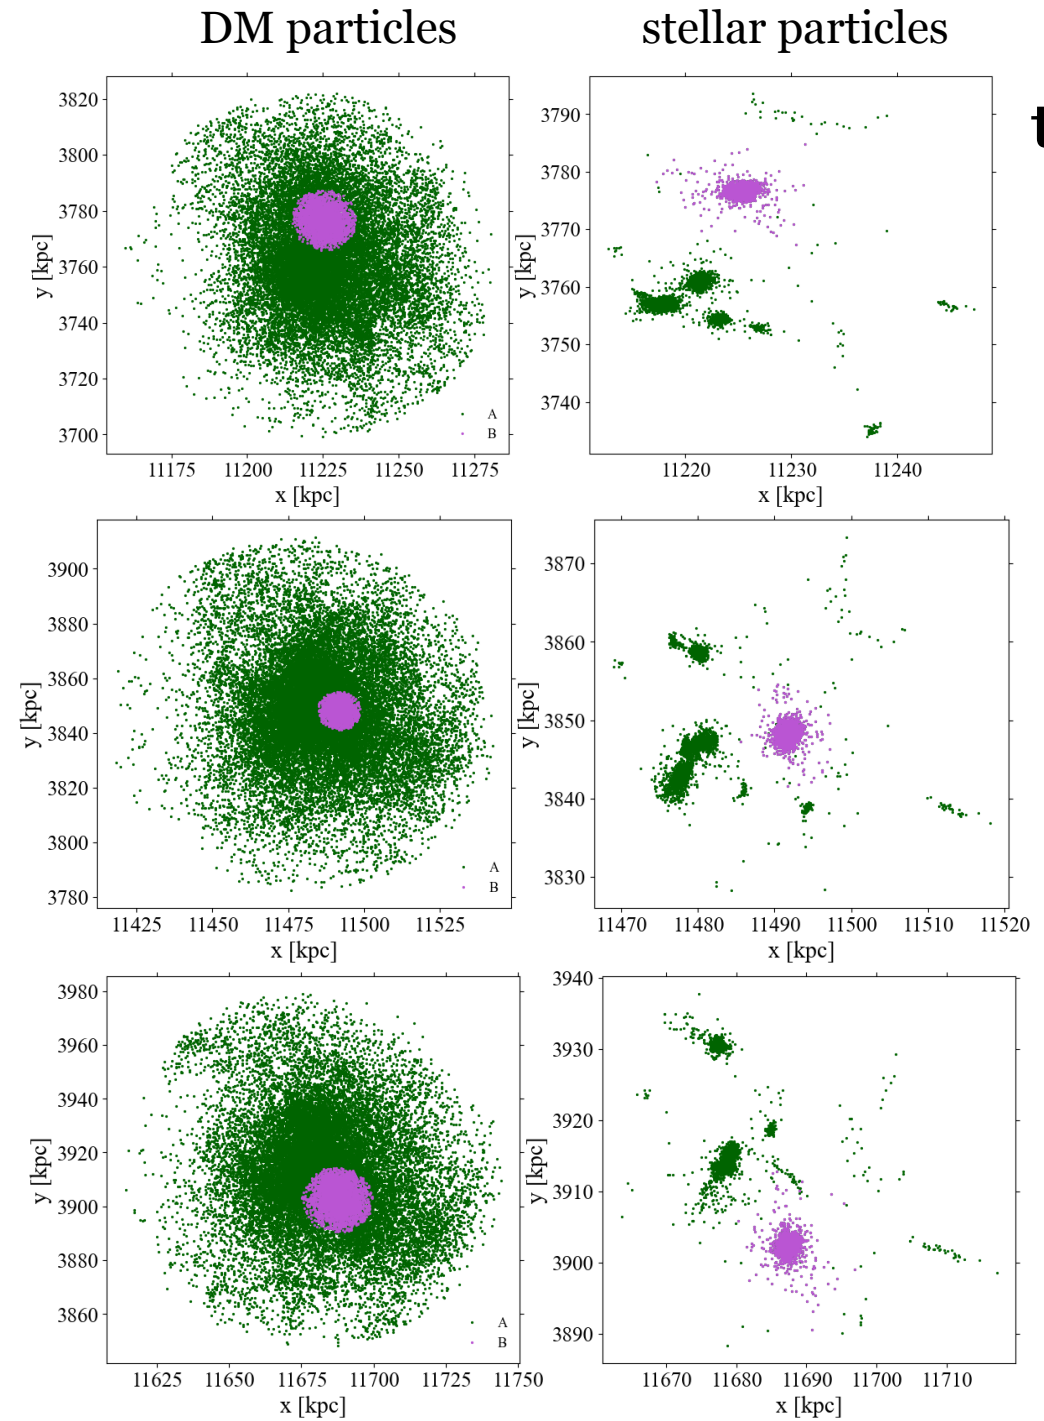 DM particles
stellar particles
t
3820
3800
3780
3760
3740
3720
3700
y [kpc]
11175 11200 11225 11250 11275
x [kpc]
A
B
3790
3780
3770
3760
3750
3740
y [kpc]
11220 11230 11240
x [kpc]
3900
3880
3860
3840
3820
3800
3780
y [kpc]
11425 11450 11475 11500 11525
x [kpc]
A
B
3870
3860
3850
3840
3830
y [kpc]
11470 11480 11490 11500 11510 11520
x [kpc]
3980
3960
3940
3920
3900
3880
3860
y [kpc]
11625 11650 11675 11700 11725 11750
x [kpc]
A
B
3940
3930
3920
3910
3900
3890
y [kpc]
11670 11680 11690 11700 11710
x [kpc]